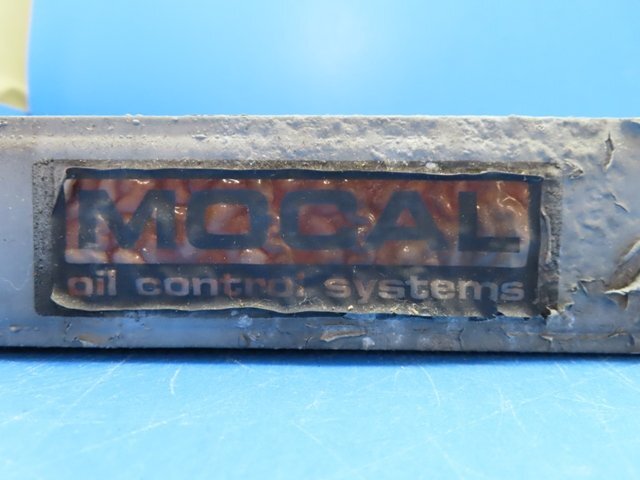 MOCAL
oil control systems